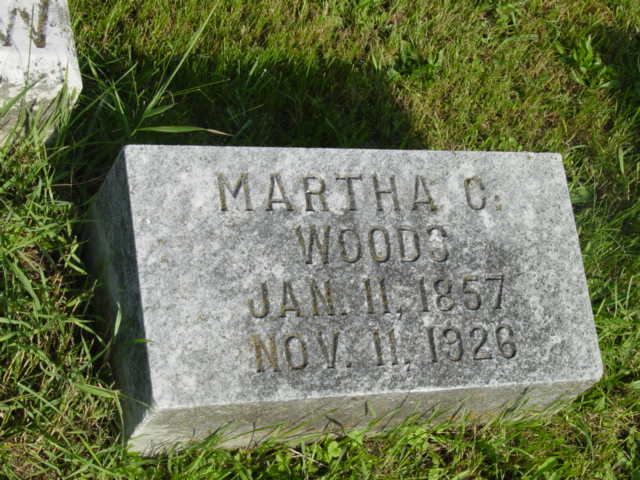 MARTHA C.
WOODS
JAN. 11, 1857
NOV. 11, 1926